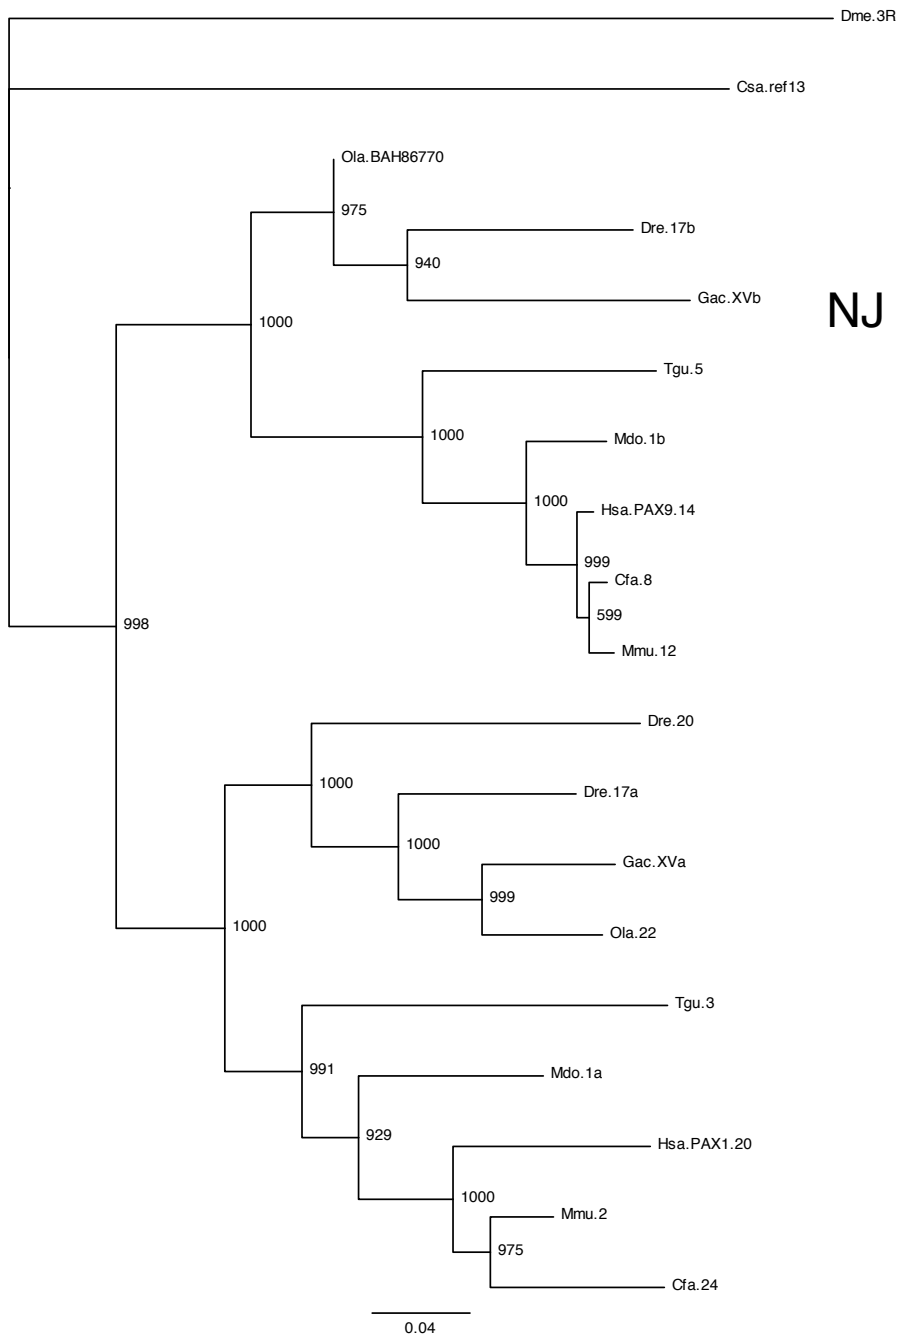 Dme.3R
Csa.ref13
Ola.BAH86770
975
Dre.17b
940
Gac.XVb
NJ
1000
Tgu.5
1000
Mdo.1b
1000
Hsa.PAX9.14
999
Cfa.8
599
998
Mmu.12
Dre.20
1000
Dre.17a
1000
Gac.XVa
999
1000
Ola.22
Tgu.3
991
Mdo.1a
929
Hsa.PAX1.20
1000
Mmu.2
975
Cfa.24
0.04